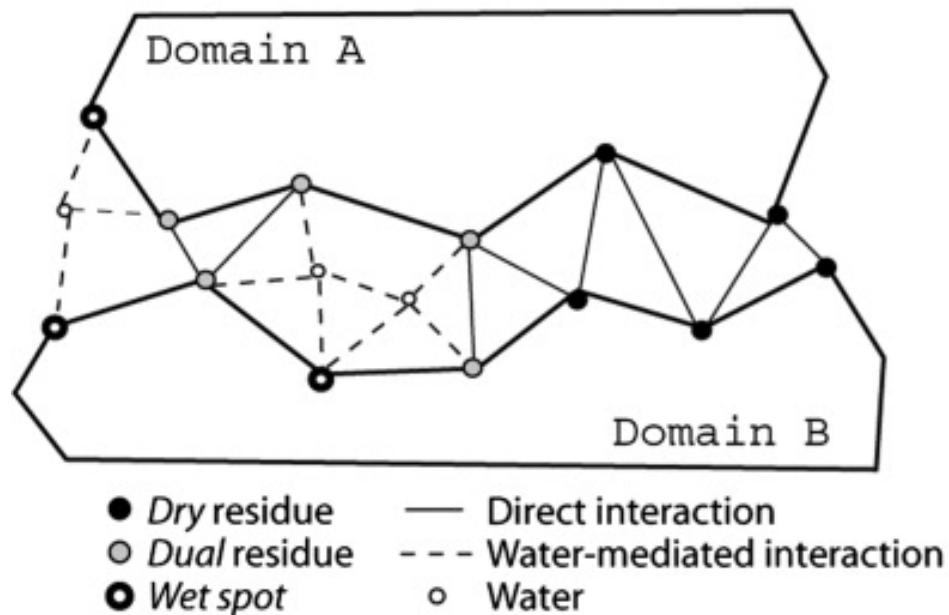 Domain A
Domain B
Dry residue
Direct interaction
Dual residue
Water-mediated interaction
Wet spot
Water